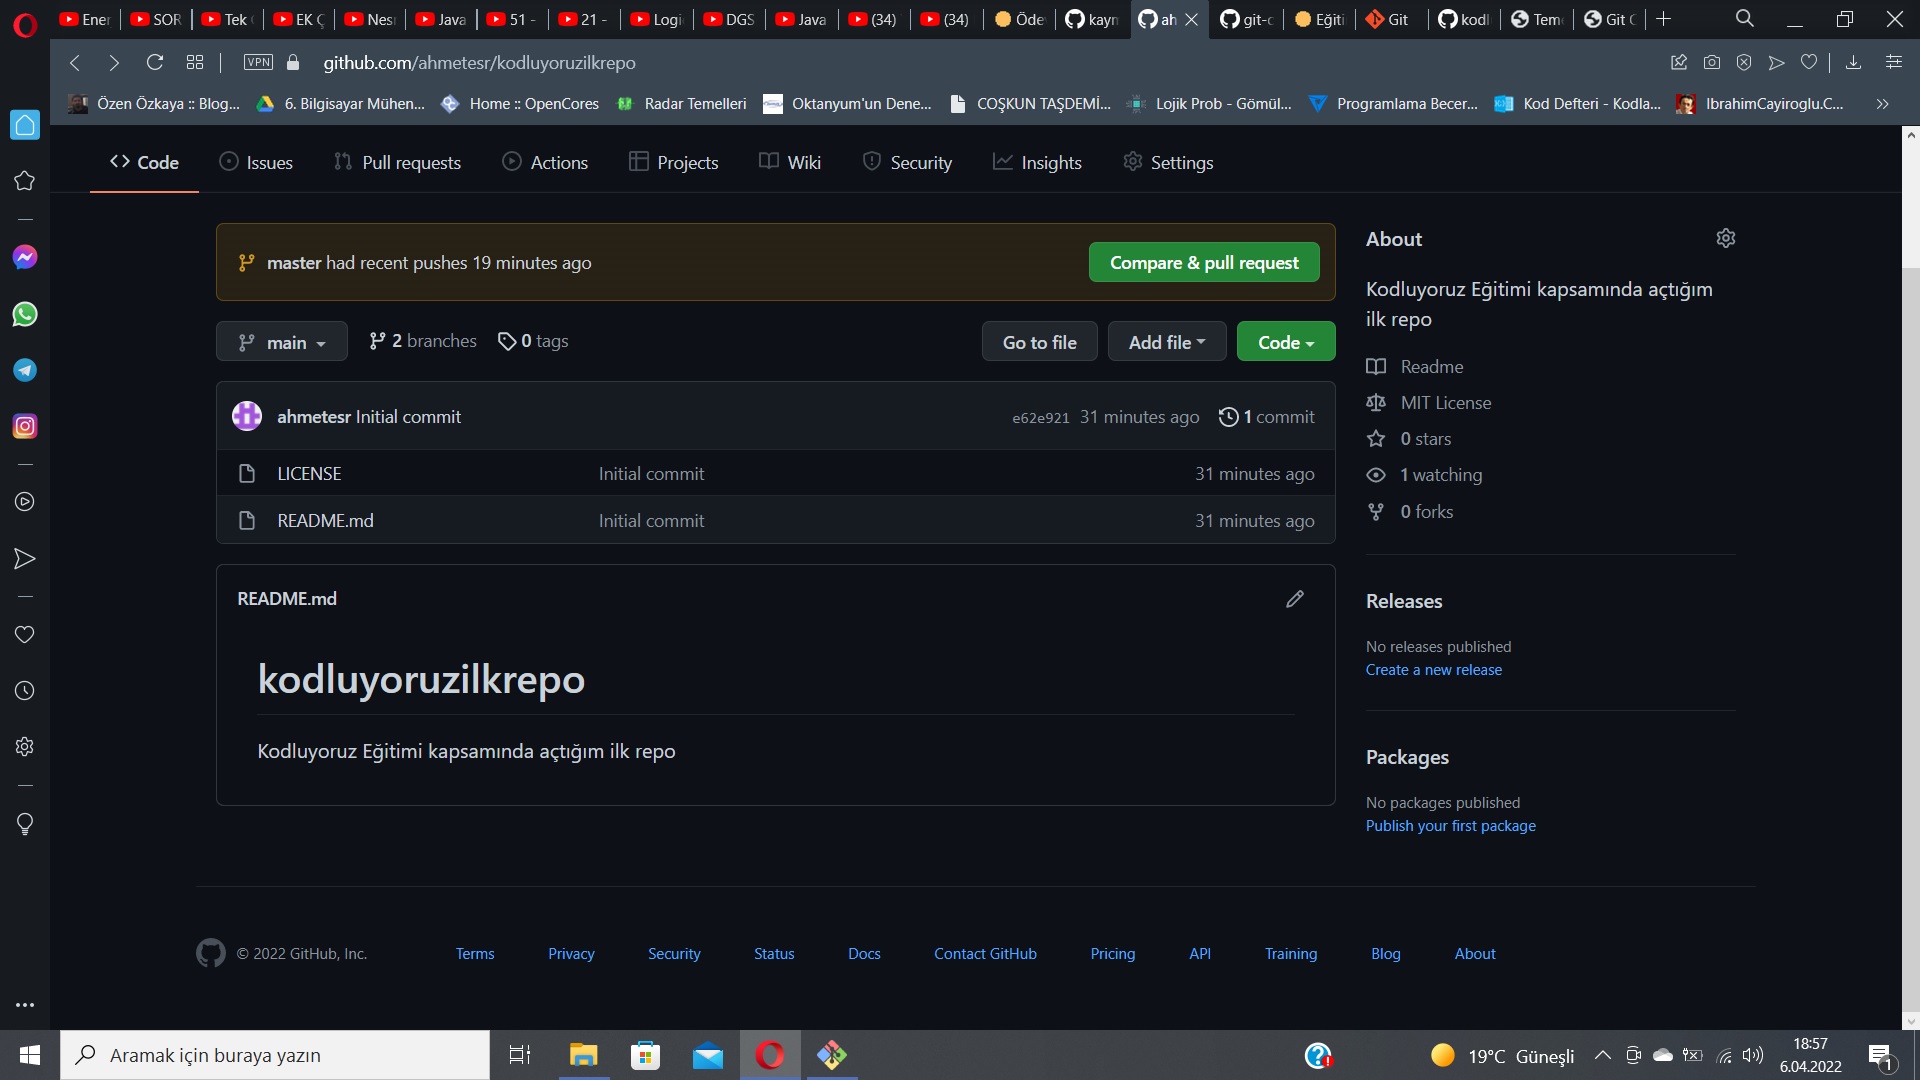 Ener
SOR
Tek
EK Ç
Nesr
Java
51 -
21 -
Logi
DGS
Java
(34)
(34)
Öde
kayn
ah
git-c
Eğiti
Git
kodl
Tem
Git C
VPN
github.com/ahmetesr/kodluyoruzilkrepo
Özen Özkaya :: Blog...
6. Bilgisayar Mühen...
Home :: OpenCores
Radar Temelleri
Oktanyum'un Dene...
COŞKUN TAŞDEMİ...
Lojik Prob - Gömül...
Programlama Becer...
Kod Defteri - Kodla...
IbrahimCayiroglu.C...
Code
Issues
Pull requests
Actions
Projects
Wiki
Security
Insights
Settings
master had recent pushes 19 minutes ago
Compare & pull request
main
2 branches
0 tags
Go to file
Add file
Code
ahmetesr Initial commit
e62e921 31 minutes ago
1 commit
LICENSE
Initial commit
31 minutes ago
README.md
Initial commit
31 minutes ago
README.md
kodluyoruzilkrepo
Kodluyoruz Eğitimi kapsamında açtığım ilk repo
About
Kodluyoruz Eğitimi kapsamında açtığım
ilk repo
Readme
MIT License
0 stars
1 watching
0 forks
Releases
No releases published
Create a new release
Packages
No packages published
Publish your first package
© 2022 GitHub, Inc.
Terms
Privacy
Security
Status
Docs
Contact GitHub
Pricing
API
Training
Blog
About
Aramak için buraya yazın
19°C Güneşli
18:57
6.04.2022
1